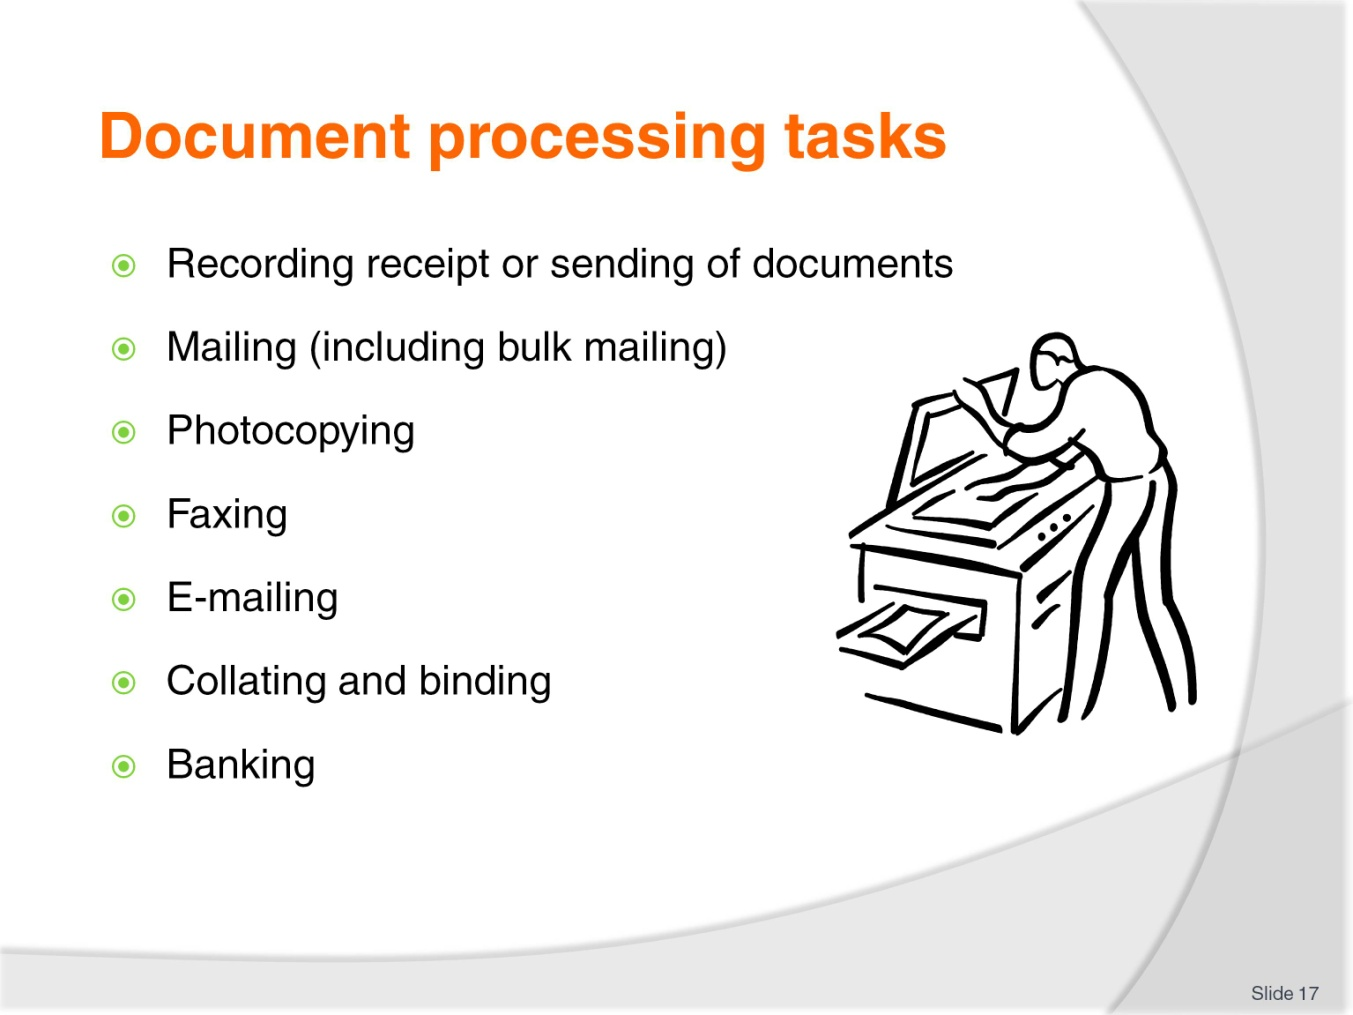 Document processing tasks
Recording receipt or sending of documents
Mailing (including bulk mailing)
Photocopying
Faxing
E-mailing
Collating and binding
Banking
Slide 17